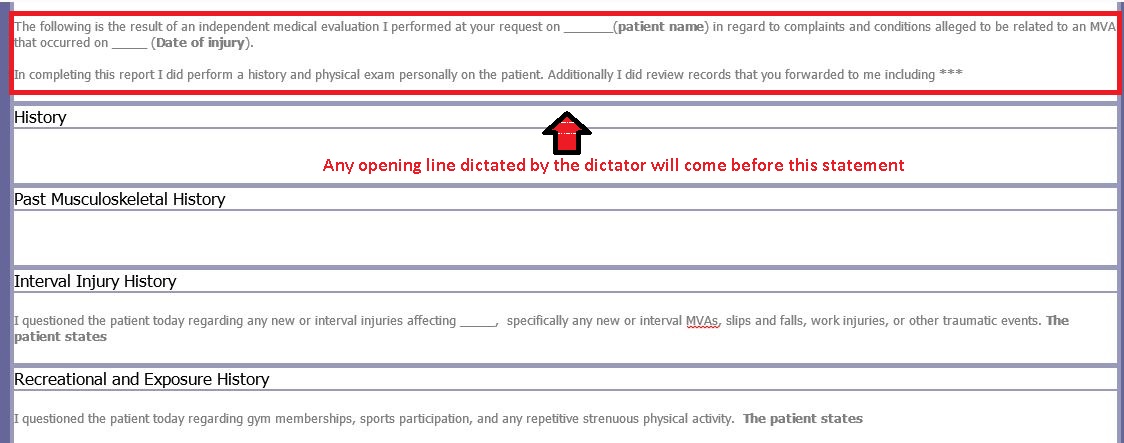 The following is the result of an independent medical evaluation I performed at your request on _______(patient name) in regard to complaints and conditions alleged to be related to an MVA
that occurred on _____ (Date of injury).
In completing this report I did perform a history and physical exam personally on the patient. Additionally I did review records that you forwarded to me including ***
History
Any opening line dictated by the dictator will come before this statement
Past Musculoskeletal History
Interval Injury History
I questioned the patient today regarding any new or interval injuries affecting _____, specifically any new or interval MVAs, slips and falls, work injuries, or other traumatic events. The
patient states
Recreational and Exposure History
I questioned the patient today regarding gym memberships, sports participation, and any repetitive strenuous physical activity. The patient states